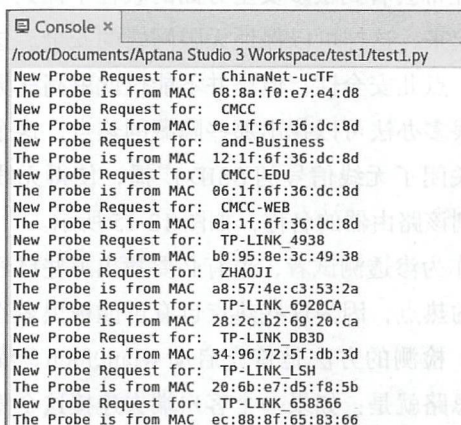 Console
/root/Documents/Aptana Studio 3 Workspace/test1/test1.py
New Probe Request for:  ChinaNet-ucTF
The Probe is from MAC  68:8a:f0:e7:e4:d8
New Probe Request for:  CMCC
The Probe is from MAC  0e:1f:6f:36:dc:8d
New Probe Request for:  and-Business
The Probe is from MAC  12:1f:6f:36:dc:8d
New Probe Request for:  CMCC-EDU
The Probe is from MAC  06:1f:6f:36:dc:8d
New Probe Request for:  CMCC-WEB
The Probe is from MAC  0a:1f:6f:36:dc:8d
New Probe Request for:  TP-LINK_4938
The Probe is from MAC  b0:95:8e:3c:49:38
New Probe Request for:  ZHAOJI
The Probe is from MAC  a8:57:4e:c3:53:2a
New Probe Request for:  TP-LINK_6920CA
The Probe is from MAC  28:2c:b2:69:20:ca
New Probe Request for:  TP-LINK_DB3D
The Probe is from MAC  34:96:72:5f:db:3d
New Probe Request for:  TP-LINK_LSH
The Probe is from MAC  20:6b:e7:d5:f8:5b
New Probe Request for:  TP-LINK_658366
The Probe is from MAC  ec:88:8f:65:83:66